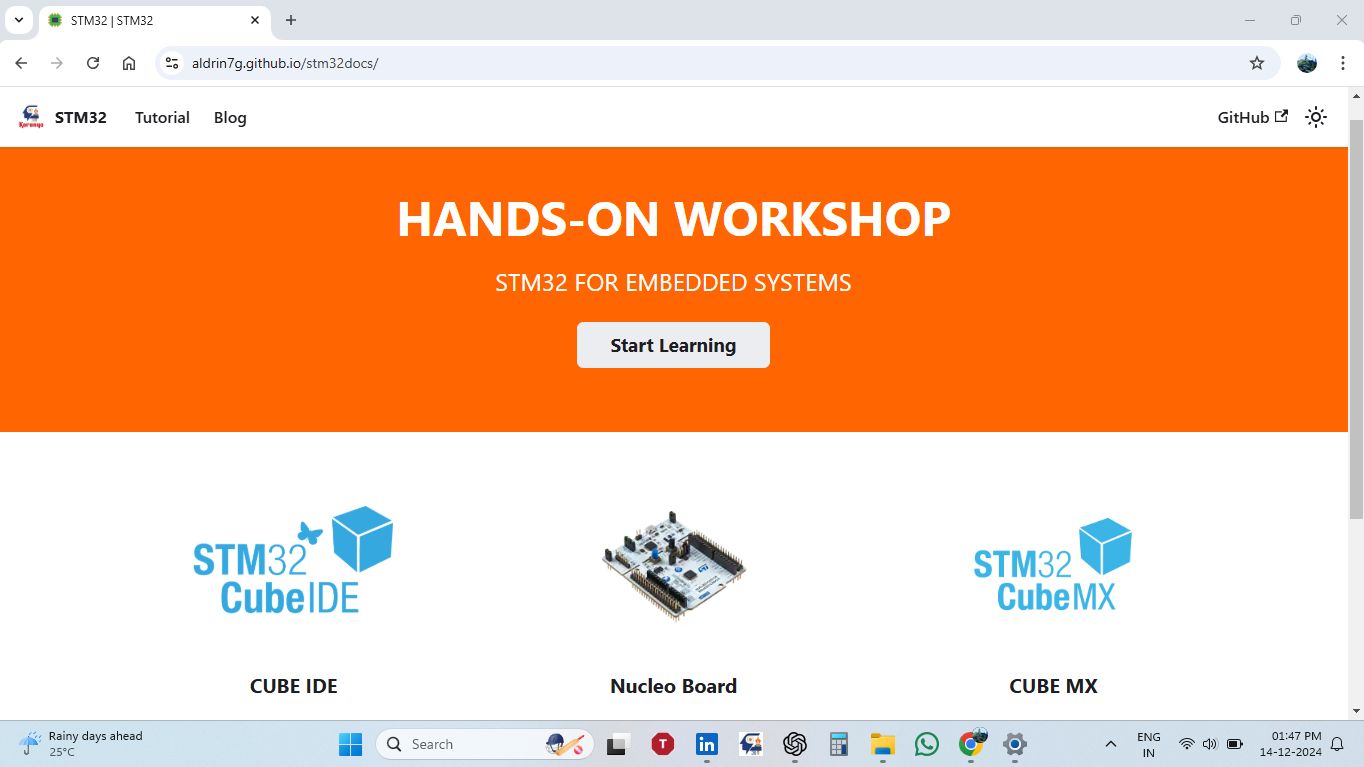 STM32 | STM32
aldrin7g.github.io/stm32docs/
Karunya
STM32
Tutorial
Blog
GitHub
HANDS-ON WORKSHOP
STM32 FOR EMBEDDED SYSTEMS
Start Learning
STM32
CubeIDE
STM32
CubeMX
CUBE IDE
Nucleo Board
CUBE MX
Rainy days ahead
25°C
Search
T
in
ENG
IN
01:47 PM
14-12-2024